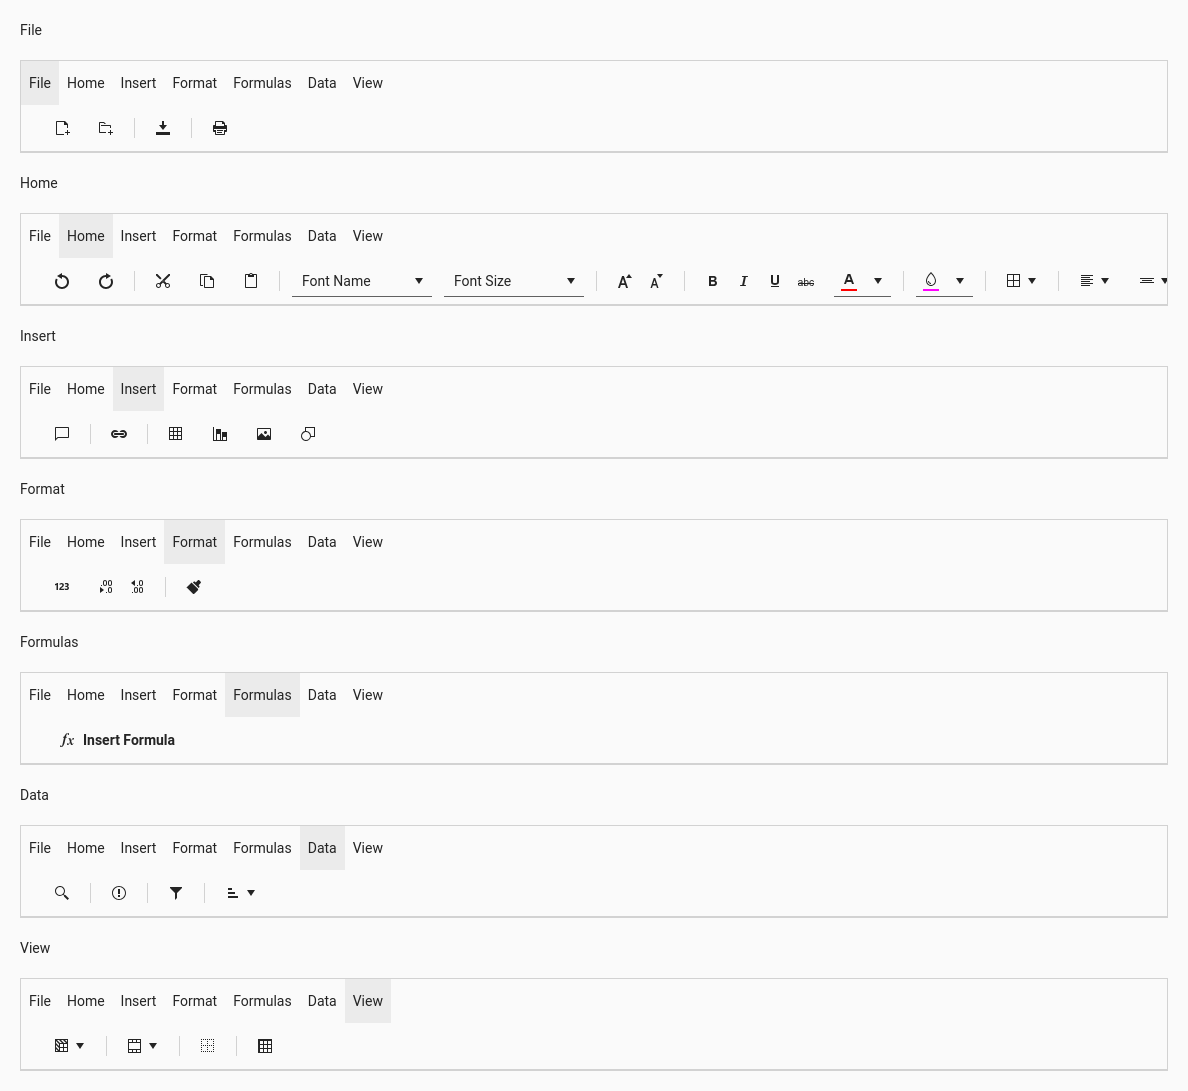 File
File Home Insert Format Formulas Data View
Home
File Home Insert Format Formulas Data View
Font Name Font Size A A B I U abc A
Insert
File Home Insert Format Formulas Data View
Format
File Home Insert Format Formulas Data View
123 .00 .0 .0 .00
Formulas
File Home Insert Format Formulas Data View
fx Insert Formula
Data
File Home Insert Format Formulas Data View
View
File Home Insert Format Formulas Data View